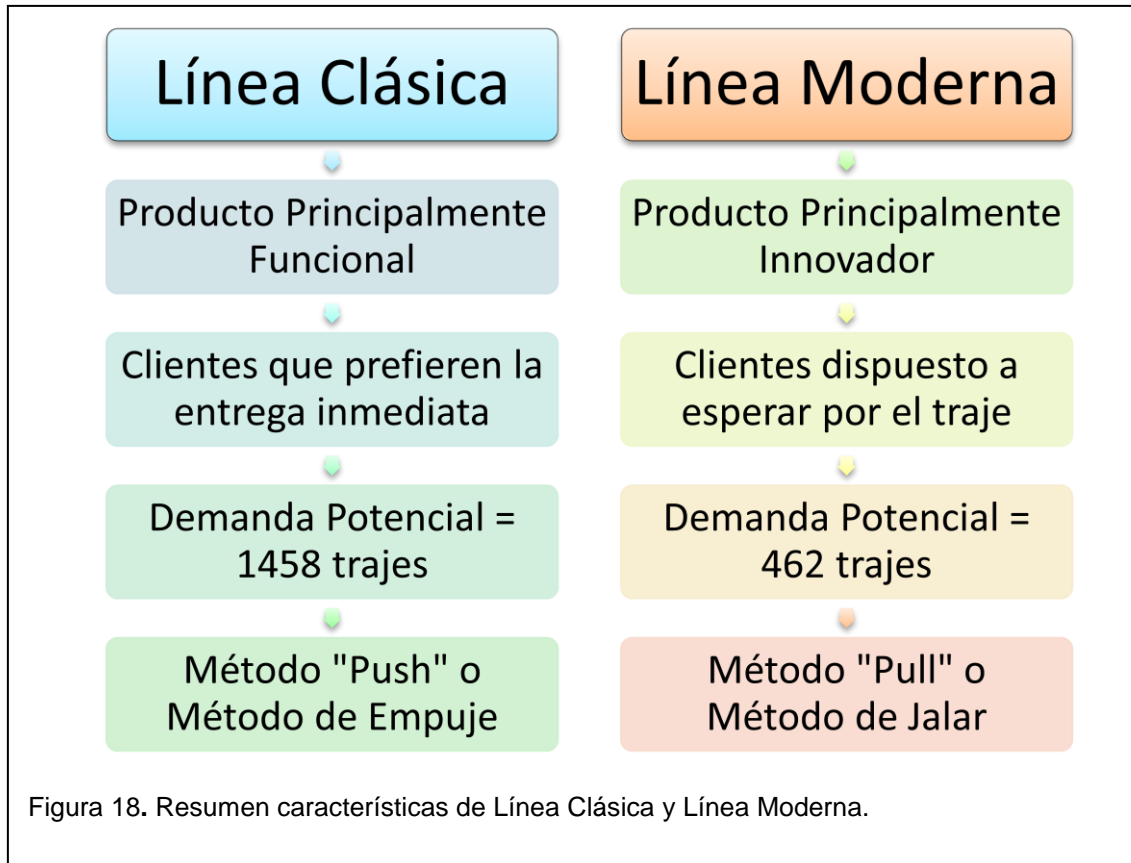 Línea Clásica
Producto Principalmente
Funcional
Clientes que prefieren la
entrega inmediata
Demanda Potencial =
1458 trajes
Método "Push" o
Método de Empuje
Línea Moderna
Producto Principalmente
Innovador
Clientes dispuesto a
esperar por el traje
Demanda Potencial =
462 trajes
Método "Pull" o
Método de Jalar
Figura 18. Resumen características de Línea Clásica y Línea Moderna.